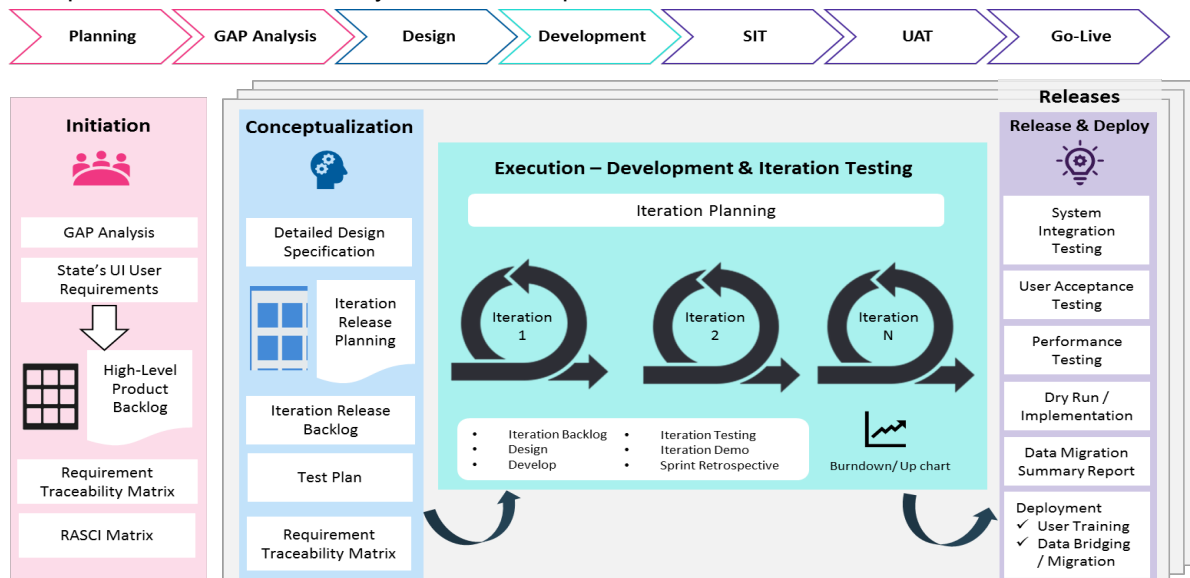 Planning
GAP Analysis
Design
Development
SIT
UAT
Go-Live
Initiation
GAP Analysis
State's UI User
Requirements
High-Level
Product
Backlog
Requirement
Traceability Matrix
RASCI Matrix
Conceptualization
Detailed Design
Specification
Iteration
Release
Planning
Iteration Release
Backlog
Test Plan
Requirement
Traceability Matrix
Execution – Development & Iteration Testing
Iteration Planning
Iteration
1
Iteration
2
Iteration
N
• Iteration Backlog
• Design
• Develop
• Iteration Testing
• Iteration Demo
• Sprint Retrospective
Burndown/ Up chart
Releases
Release & Deploy
System
Integration
Testing
User Acceptance
Testing
Performance
Testing
Dry Run /
Implementation
Data Migration
Summary Report
Deployment
✓ User Training
✓ Data Bridging
/ Migration